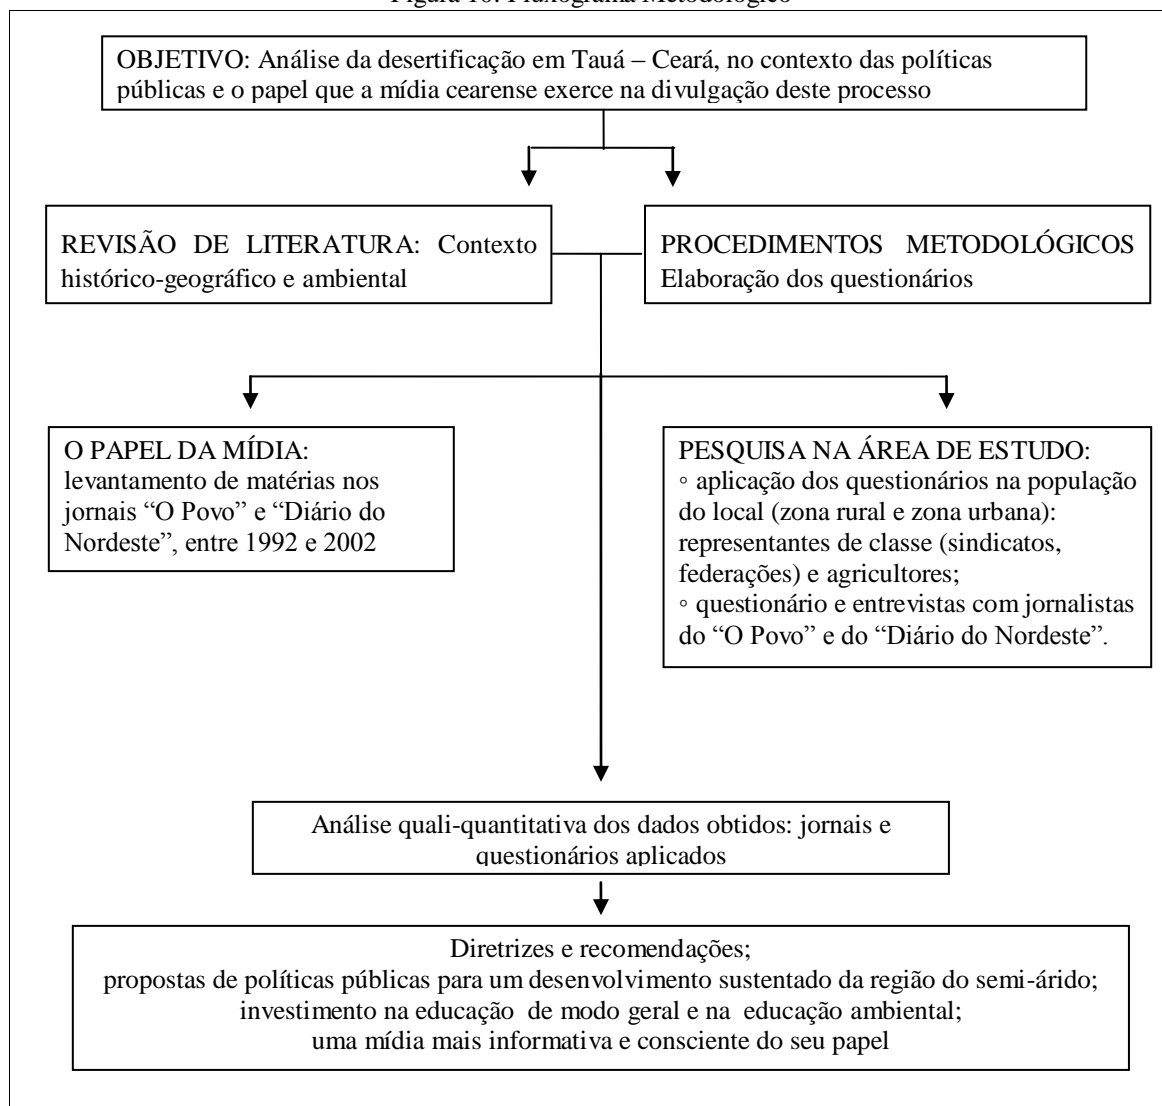 Figura 10: Fluxograma Metodológico
OBJETIVO: Análise da desertificação em Tauá – Ceará, no contexto das políticas
públicas e o papel que a mídia cearense exerce na divulgação deste processo
REVISÃO DE LITERATURA: Contexto
histórico-geográfico e ambiental
PROCEDIMENTOS METODOLÓGICOS
Elaboração dos questionários
O PAPEL DA MÍDIA:
levantamento de matérias nos
jornais “O Povo” e “Diário do
Nordeste”, entre 1992 e 2002
PESQUISA NA ÁREA DE ESTUDO:
◦ aplicação dos questionários na população
do local (zona rural e zona urbana):
representantes de classe (sindicatos,
federações) e agricultores;
◦ questionário e entrevistas com jornalistas
do “O Povo” e do “Diário do Nordeste”.
Análise quali-quantitativa dos dados obtidos: jornais e
questionários aplicados
Diretrizes e recomendações;
propostas de políticas públicas para um desenvolvimento sustentado da região do semi-árido;
investimento na educação de modo geral e na educação ambiental;
uma mídia mais informativa e consciente do seu papel